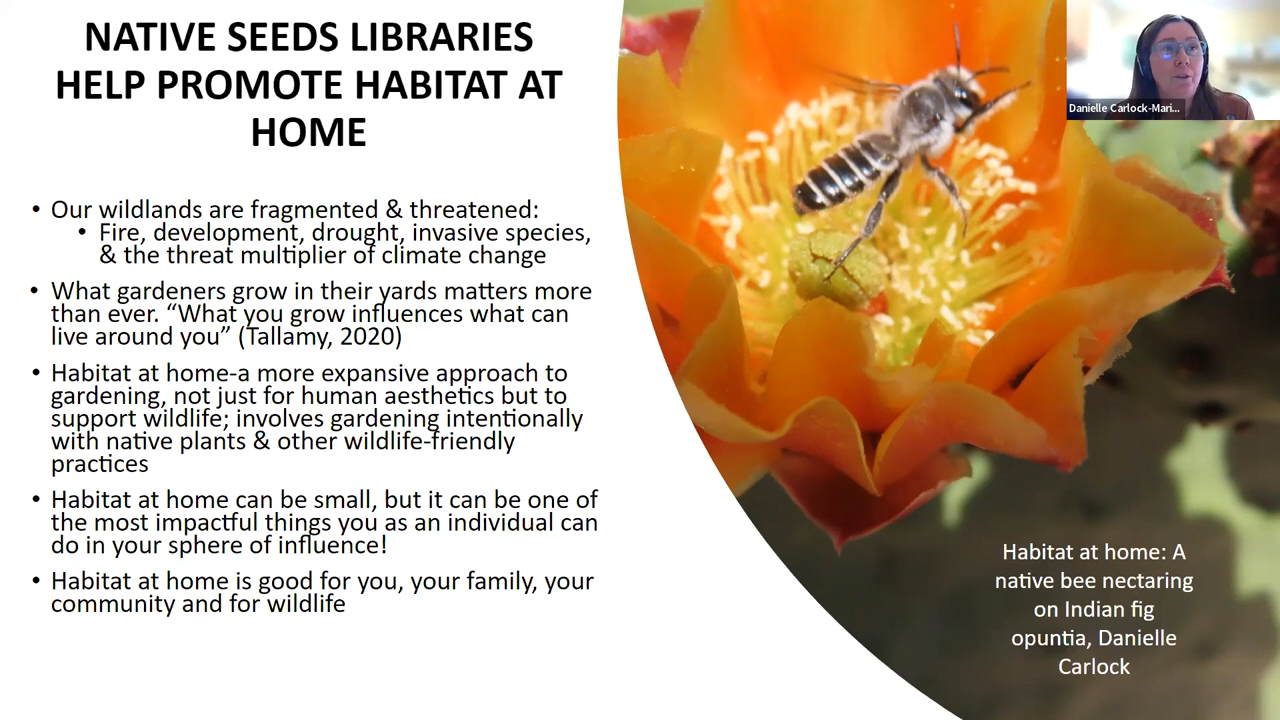 NATIVE SEEDS LIBRARIES
HELP PROMOTE HABITAT AT
HOME
• Our wildlands are fragmented & threatened:
• Fire, development, drought, invasive species,
& the threat multiplier of climate change
• What gardeners grow in their yards matters more
than ever. “What you grow influences what can
live around you” (Tallamy, 2020)
• Habitat at home-a more expansive approach to
gardening, not just for human aesthetics but to
support wildlife; involves gardening intentionally
with native plants & other wildlife-friendly
practices
• Habitat at home can be small, but it can be one of
the most impactful things you as an individual can
do in your sphere of influence!
• Habitat at home is good for you, your family, your
community and for wildlife
Danielle Carlock-Mari...
Habitat at home: A
native bee nectaring
on Indian fig
opuntia, Danielle
Carlock